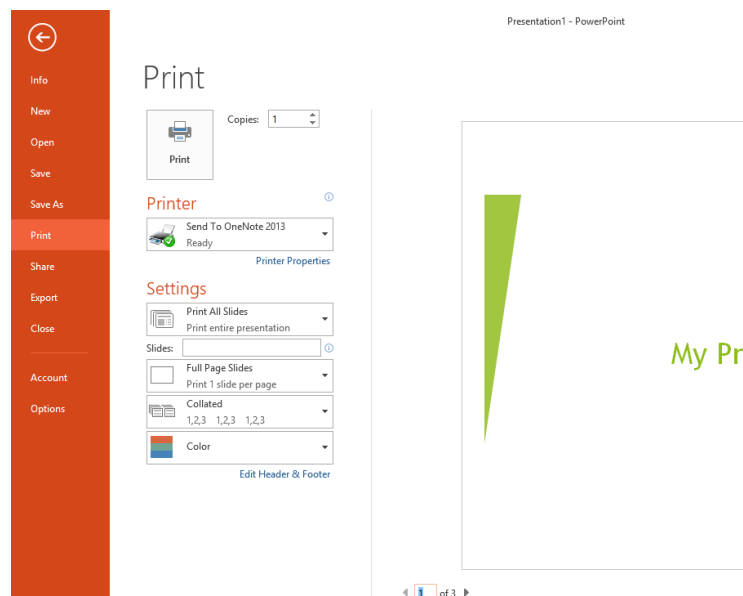 Presentation1 - PowerPoint
Info
New
Open
Save
Save As
Print
Share
Export
Close
Account
Options
Print
Copies: 1
Print
Printer
Send To OneNote 2013
Ready
Printer Properties
Settings
Print All Slides
Print entire presentation
Slides:
Full Page Slides
Print 1 slide per page
Collated
1,2,3 1,2,3 1,2,3
Color
Edit Header & Footer
My Pr
1 of 3